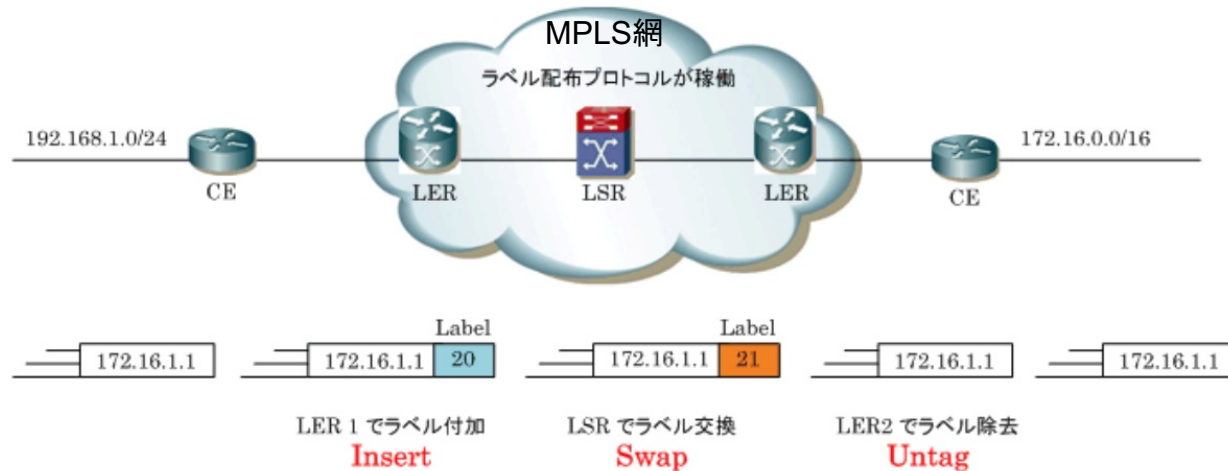 MPLS網
ラベル配布プロトコルが稼働
192.168.1.0/24
172.16.0.0/16
CE
LER
LSR
LER
CE
Label
Label
172.16.1.1
172.16.1.1
20
172.16.1.1
21
172.16.1.1
172.16.1.1
LER 1 でラベル付加
LSR でラベル交換
LER2 でラベル除去
Insert
Swap
Untag